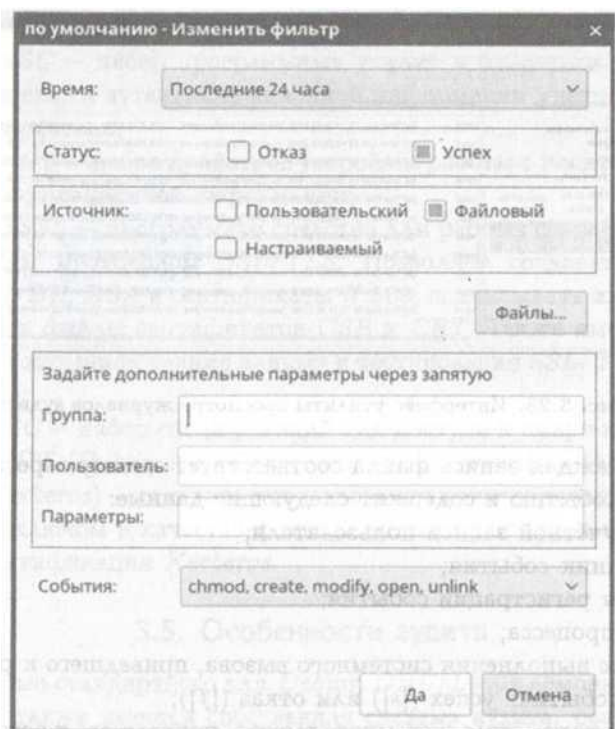 по умолчанию - Изменить фильтр ×
Время: Последние 24 часа
Статус: Отказ Успех
Источник: Пользовательский Файловый
Настраиваемый
Файлы...
Задайте дополнительные параметры через запятую
Группа:
Пользователь:
Параметры:
События: chmod, create, modify, open, unlink
Да Отмена